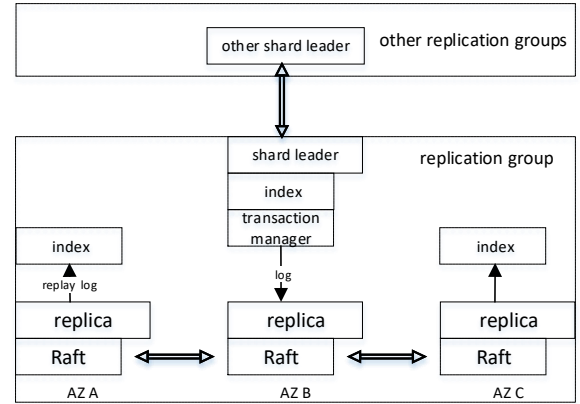 other shard leader
other replication groups
shard leader
replication group
index
transaction
manager
index
index
replay log
log
replica
replica
replica
Raft
Raft
Raft
AZ A
AZ B
AZ C